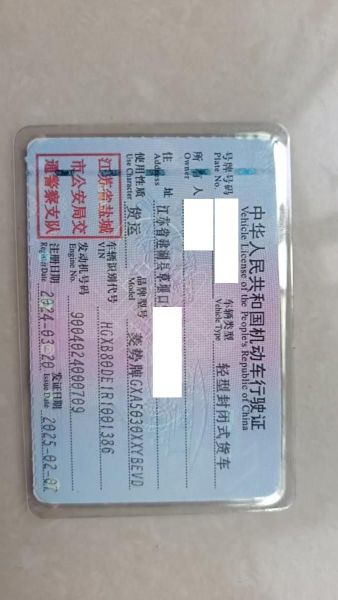 中华人民共和国机动车行驶证
Vehicle License of the People's Republic of China
号牌号码 车辆类型 轻型封闭式货车
Plate No. Vehicle Type
所有人
Owner
住址 江苏省
Address
使用性质 货运 品牌型号 菱势牌GXA5030XXYBEVD
Use Character Model
江苏省盐城
市公安局交
通警察支队
车辆识别代号 HGXB80DE1R1001386
VIN
发动机号码 9004024000709
Engine No.
注册日期 2024-03-20 发证日期 2025-02-07
Register Date Issue Date